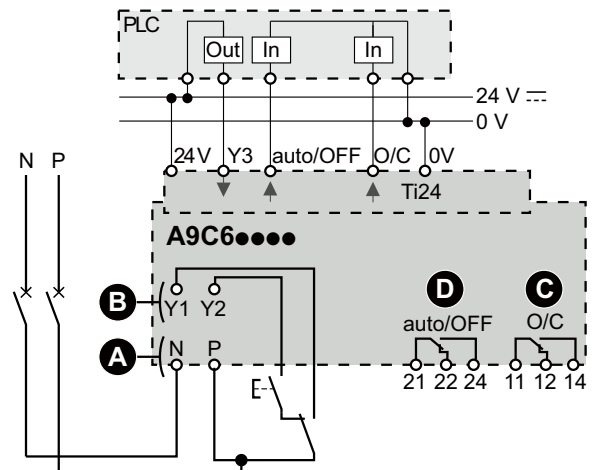 PLC
Out In In
24 V ⎓
0 V
N P
24V Y3 auto/OFF O/C 0V
Ti24
A9C6●●●●
B Y1 Y2
D C
auto/OFF O/C
A N P
21 22 24 11 12 14